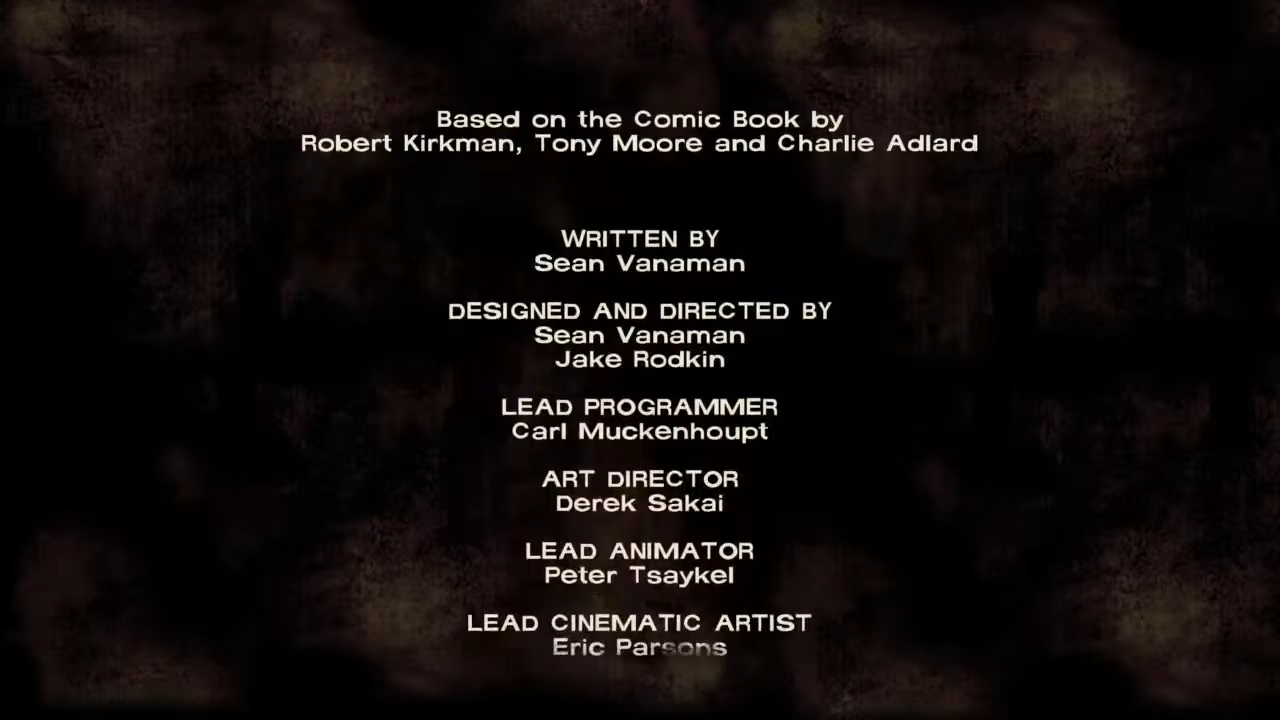 Based on the Comic Book by
Robert Kirkman, Tony Moore and Charlie Adlard
WRITTEN BY
Sean Vanaman
DESIGNED AND DIRECTED BY
Sean Vanaman
Jake Rodkin
LEAD PROGRAMMER
Carl Muckenhoupt
ART DIRECTOR
Derek Sakai
LEAD ANIMATOR
Peter Tsaykel
LEAD CINEMATIC ARTIST
Eric Parsons